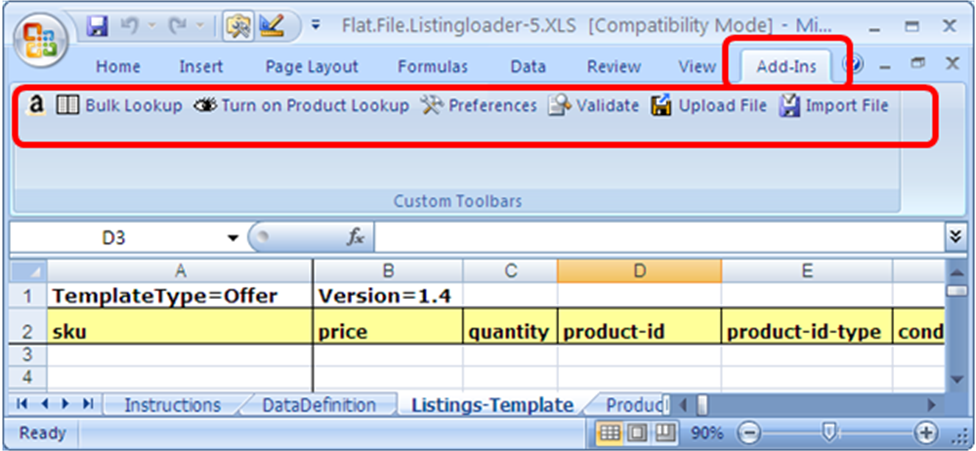 Flat.File.Listingloader-5.XLS [Compatibility Mode] - Mi...
Home Insert Page Layout Formulas Data Review View Add-Ins
a Bulk Lookup Turn on Product Lookup Preferences Validate Upload File Import File
Custom Toolbars
D3 fx
A B C D E
1 TemplateType=Offer Version=1.4
2 sku price quantity product-id product-id-type cond
3
4
Instructions DataDefinition Listings-Template Produc
Ready 90%